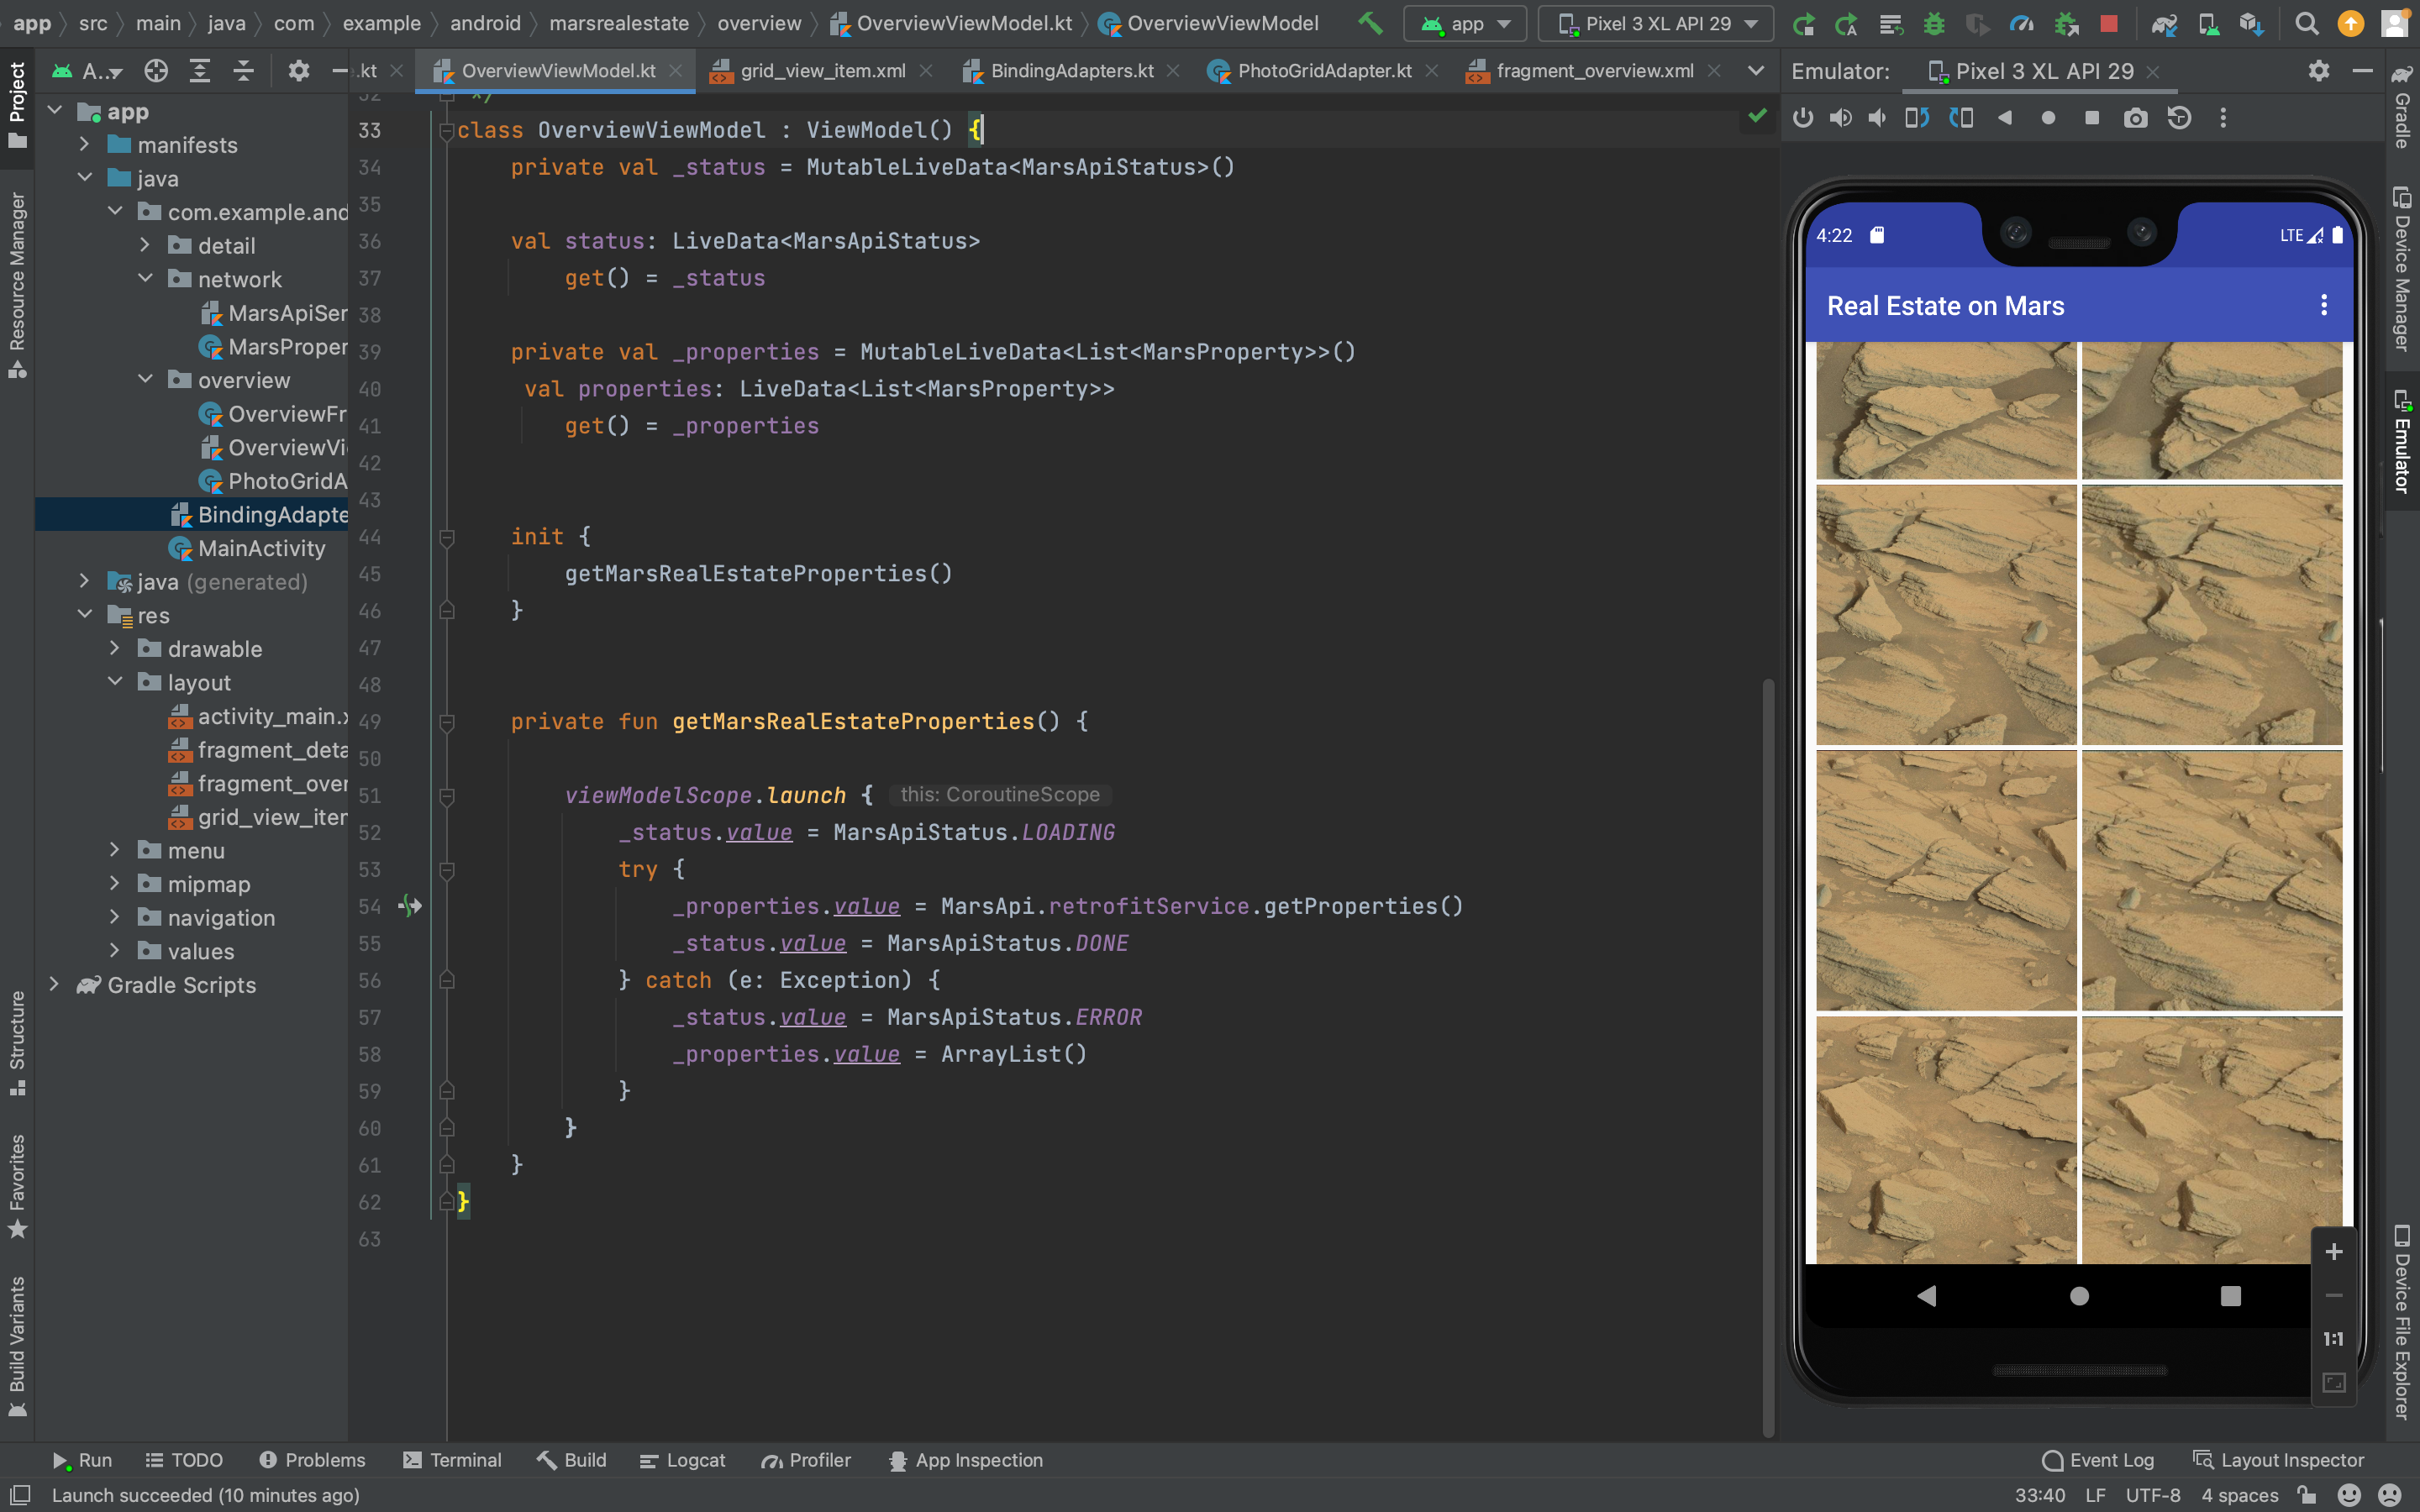 app src main java com example android marsrealestate overview OverviewViewModel.kt OverviewViewModel app Pixel 3 XL API 29
A.. .kt OverviewViewModel.kt grid_view_item.xml BindingAdapters.kt PhotoGridAdapter.kt fragment_overview.xml Emulator: Pixel 3 XL API 29
Project
Resource Manager
Structure
Favorites
Build Variants
app
manifests
java
com.example.and
detail
network
MarsApiSer
MarsProper
overview
OverviewFr
OverviewVi
PhotoGridA
BindingAdapte
MainActivity
java (generated)
res
drawable
layout
activity_main.x
fragment_deta
fragment_over
grid_view_iter
menu
mipmap
navigation
values
Gradle Scripts
32 */
33 class OverviewViewModel : ViewModel() {
34 private val _status = MutableLiveData<MarsApiStatus>()
35
36 val status: LiveData<MarsApiStatus>
37 get() = _status
38
39 private val _properties = MutableLiveData<List<MarsProperty>>()
40 val properties: LiveData<List<MarsProperty>>
41 get() = _properties
42
43
44 init {
45 getMarsRealEstateProperties()
46 }
47
48
49 private fun getMarsRealEstateProperties() {
50
51 viewModelScope.launch { this: CoroutineScope
52 _status.value = MarsApiStatus.LOADING
53 try {
54 _properties.value = MarsApi.retrofitService.getProperties()
55 _status.value = MarsApiStatus.DONE
56 } catch (e: Exception) {
57 _status.value = MarsApiStatus.ERROR
58 _properties.value = ArrayList()
59 }
60 }
61 }
62 }
63
4:22 LTE
Real Estate on Mars
1:1
Gradle
Device Manager
Emulator
Device File Explorer
Run TODO Problems Terminal Build Logcat Profiler App Inspection Event Log Layout Inspector
Launch succeeded (10 minutes ago) 33:40 LF UTF-8 4 spaces